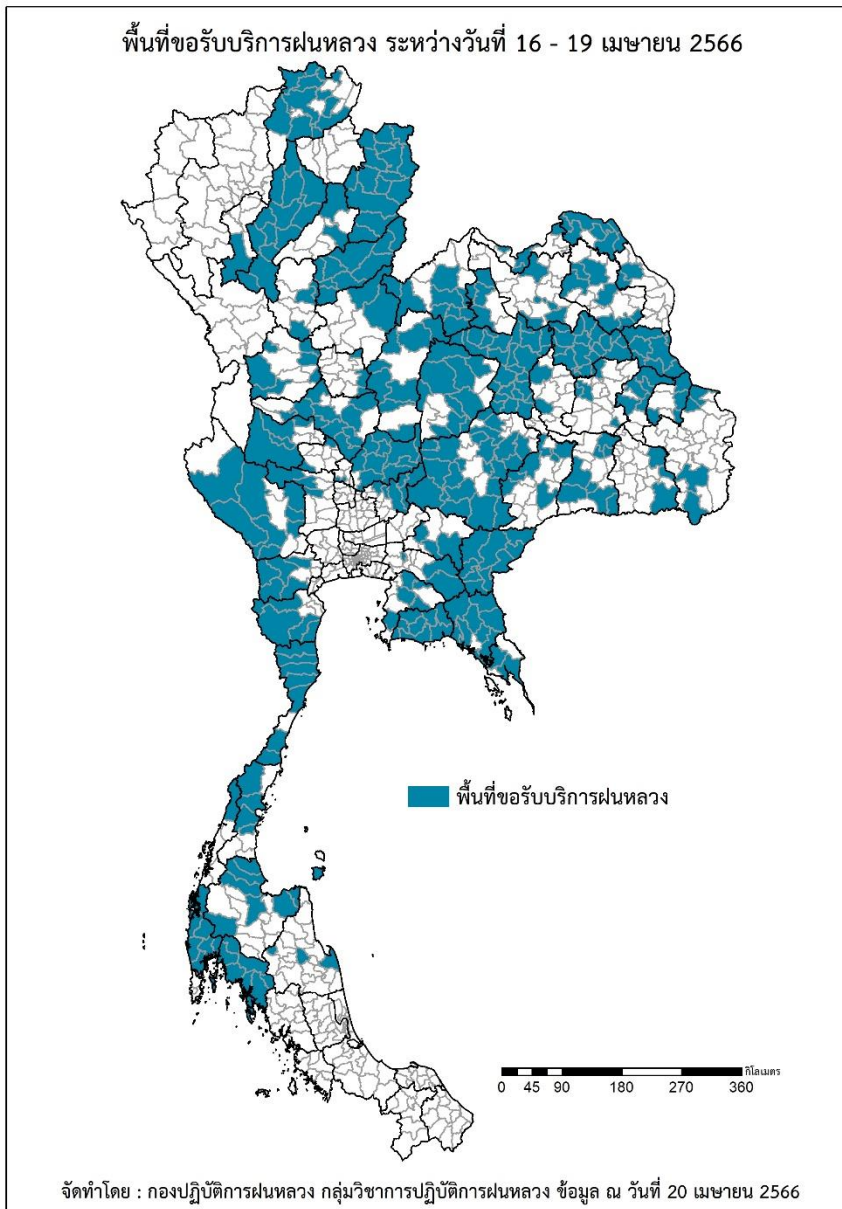 พื้นที่ขอรับบริการฝนหลวง ระหว่างวันที่ 16 - 19 เมษายน 2566
พื้นที่ขอรับบริการฝนหลวง
กิโลเมตร
0 45 90 180 270 360
จัดทำโดย : กองปฏิบัติการฝนหลวง กลุ่มวิชาการปฏิบัติการฝนหลวง ข้อมูล ณ วันที่ 20 เมษายน 2566